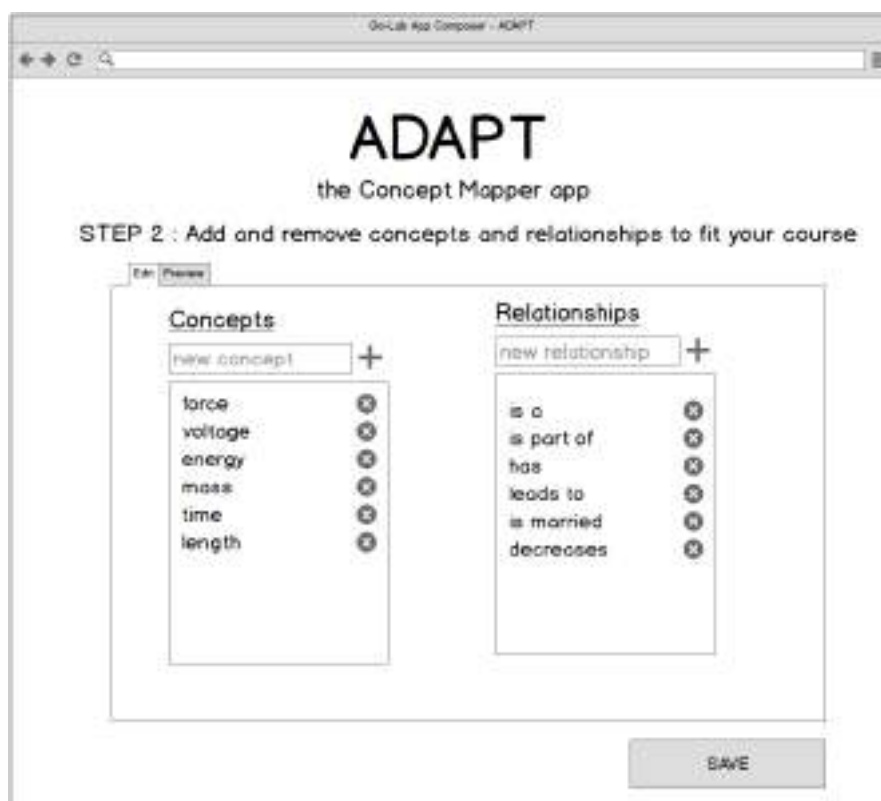 Go-Lab App Composer - ADAPT
ADAPT
the Concept Mapper app
STEP 2 : Add and remove concepts and relationships to fit your course
Edit Preview
Concepts
new concept
force
voltage
energy
mass
time
length
Relationships
new relationship
is a
is part of
has
leads to
is married
decreases
SAVE